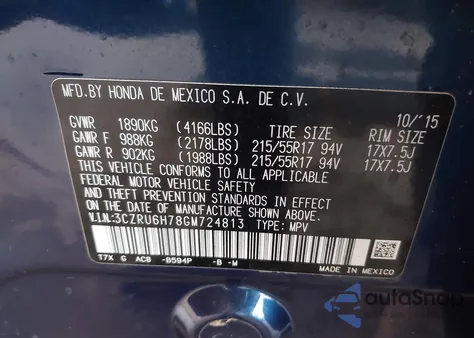 MFD.BY HONDA DE MEXICO S.A. DE C.V.
10/'15
GVWR 1890KG (4166LBS) TIRE SIZE RIM SIZE
GAWR F 988KG (2178LBS) 215/55R17 94V 17X7.5J
GAWR R 902KG (1988LBS) 215/55R17 94V 17X7.5J
THIS VEHICLE CONFORMS TO ALL APPLICABLE
FEDERAL MOTOR VEHICLE SAFETY
AND THEFT PREVENTION STANDARDS IN EFFECT
ON THE DATE OF MANUFACTURE SHOWN ABOVE.
V.I.N:3CZRU6H78GM724813 TYPE: MPV
17X G AC8 -B594P -B -M
MADE IN MEXICO
autoSnap